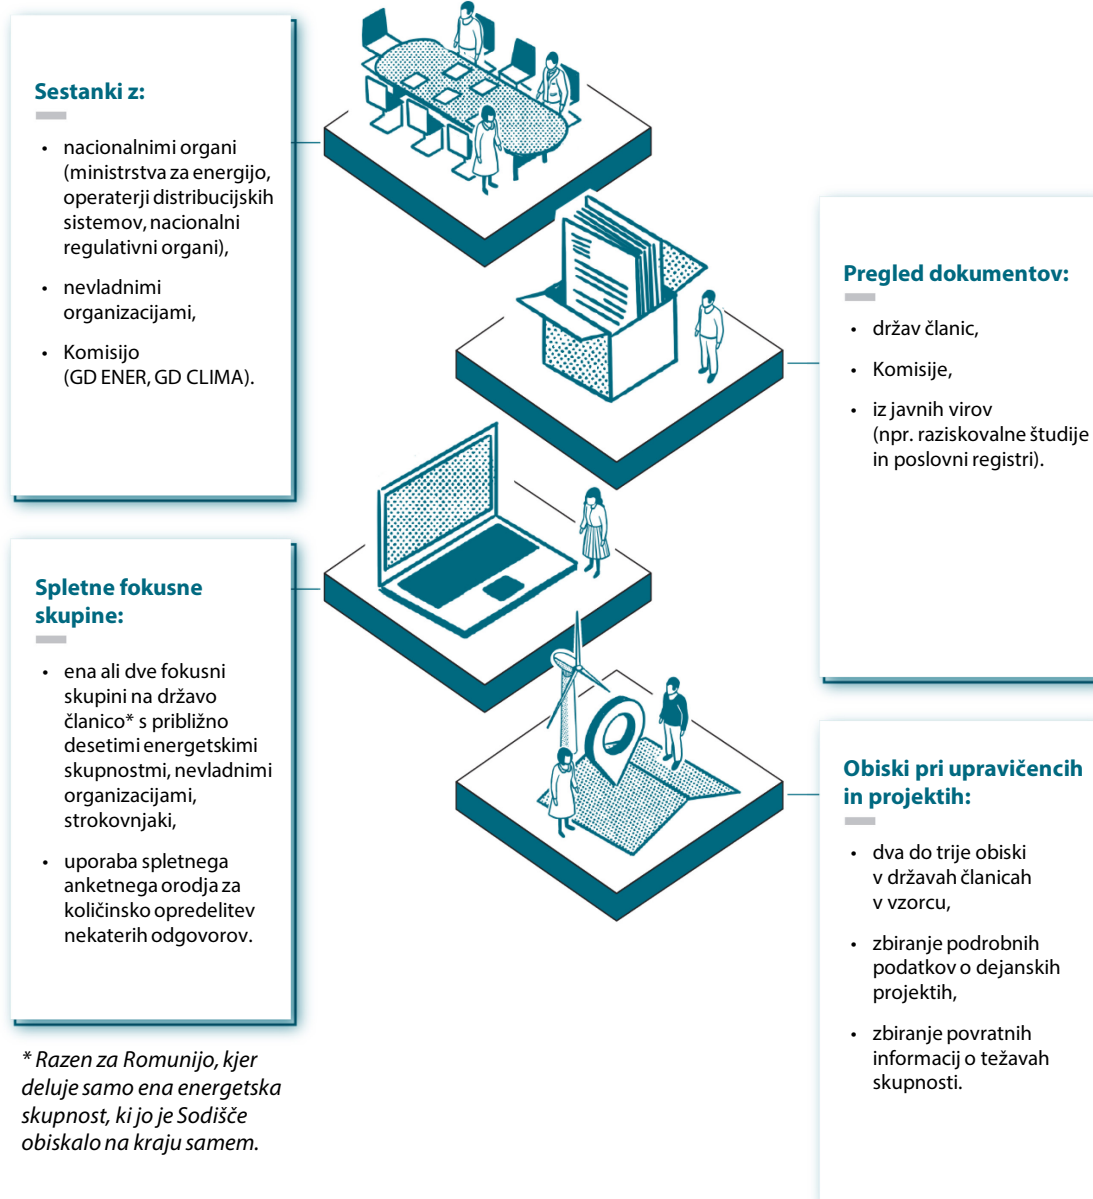 Sestanki z:
• nacionalnimi organi
(ministrstva za energijo,
operaterji distribucijskih
sistemov, nacionalni
regulativni organi),
• nevladnimi
organizacijami,
• Komisijo
(GD ENER, GD CLIMA).
Pregled dokumentov:
• držav članic,
• Komisije,
• iz javnih virov
(npr. raziskovalne študije
in poslovni registri).
Spletne fokusne
skupine:
• ena ali dve fokusni
skupini na državo
članico* s približno
desetimi energetskimi
skupnostmi, nevladnimi
organizacijami,
strokovnjaki,
• uporaba spletnega
anketnega orodja za
količinsko opredelitev
nekaterih odgovorov.
* Razen za Romunijo, kjer
deluje samo ena energetska
skupnost, ki jo je Sodišče
obiskalo na kraju samem.
Obiski pri upravičencih
in projektih:
• dva do trije obiski
v državah članicah
v vzorcu,
• zbiranje podrobnih
podatkov o dejanskih
projektih,
• zbiranje povratnih
informacij o težavah
skupnosti.